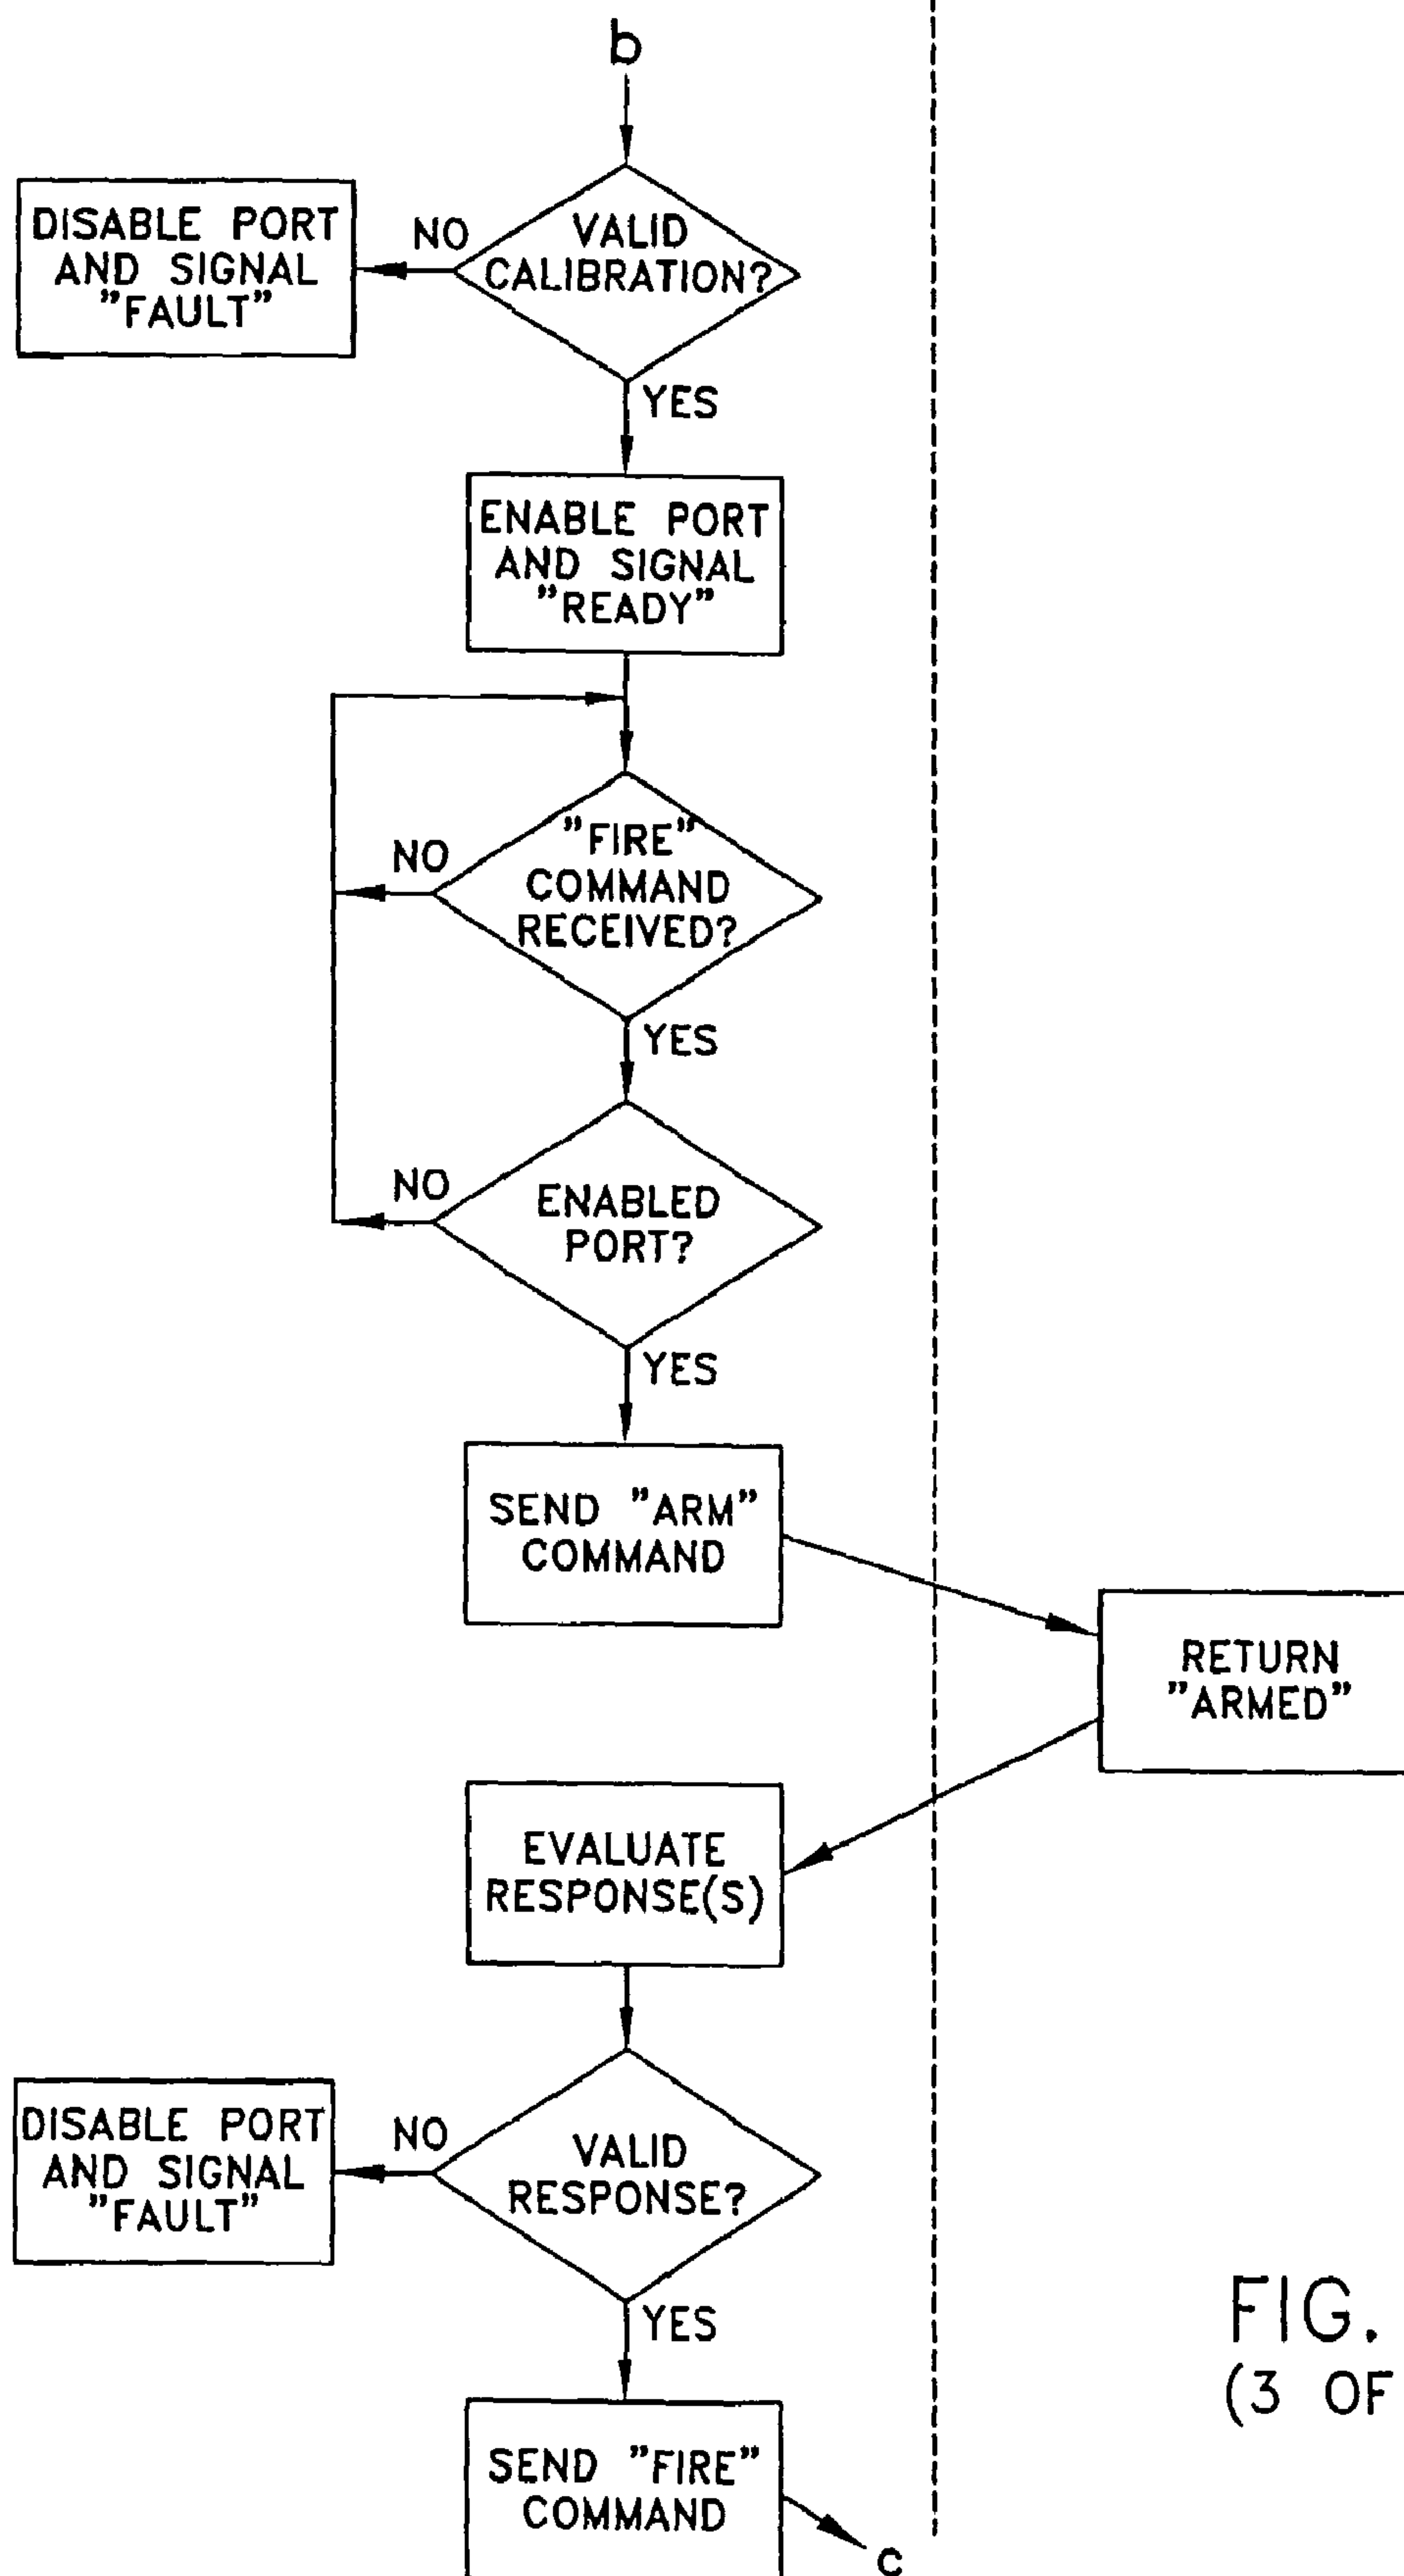 b
DISABLE PORT
AND SIGNAL
"FAULT"
NO
VALID
CALIBRATION?
YES
ENABLE PORT
AND SIGNAL
"READY"
NO
"FIRE"
COMMAND
RECEIVED?
YES
NO
ENABLED
PORT?
YES
SEND "ARM"
COMMAND
RETURN
"ARMED"
EVALUATE
RESPONSE(S)
DISABLE PORT
AND SIGNAL
"FAULT"
NO
VALID
RESPONSE?
YES
FIG.
(3 OF
SEND "FIRE"
COMMAND
c